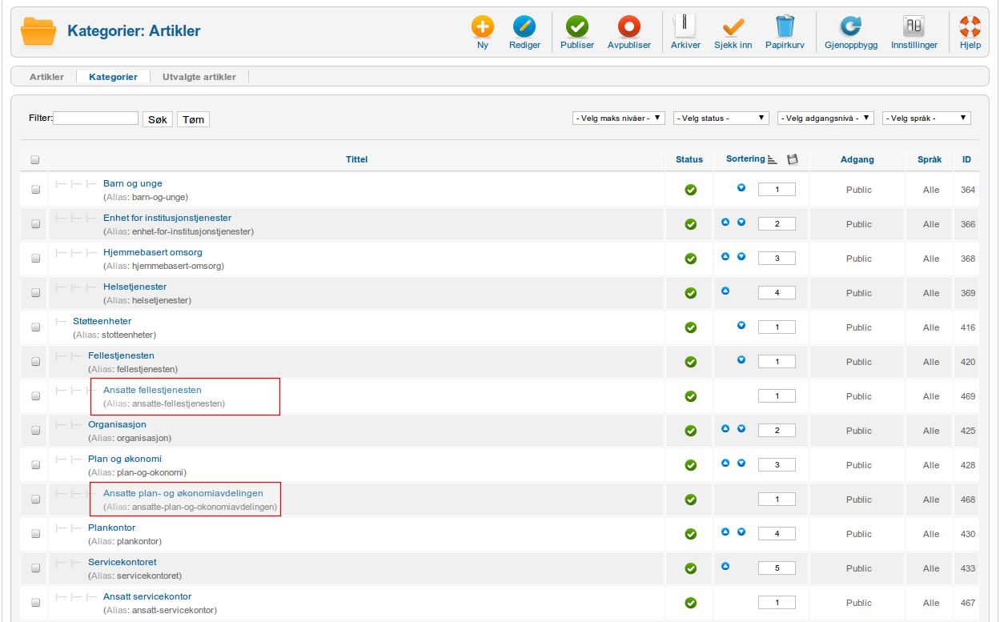 Kategorier: Artikler
Ny
Rediger
Publiser
Avpubliser
Arkiver
Sjekk inn
Papirkurv
Gjenoppbygg
Innstillinger
Hjelp
Artikler
Kategorier
Utvalgte artikler
Filter:
Søk
Tøm
- Velg maks nivåer -
- Velg status -
- Velg adgangsnivå -
- Velg språk -
Tittel Status Sortering Adgang Språk ID
|— |— |— Barn og unge 1 Public Alle 364
(Alias: barn-og-unge)
|— |— |— Enhet for institusjonstjenester 2 Public Alle 366
(Alias: enhet-for-institusjonstjenester)
|— |— |— Hjemmebasert omsorg 3 Public Alle 368
(Alias: hjemmebasert-omsorg)
|— |— |— Helsetjenester 4 Public Alle 369
(Alias: helsetjenester)
|— Støtteenheter 1 Public Alle 416
(Alias: stotteenheter)
|— |— Fellestjenesten 1 Public Alle 420
(Alias: fellestjenesten)
|— |— |— Ansatte fellestjenesten 1 Public Alle 469
(Alias: ansatte-fellestjenesten)
|— |— Organisasjon 2 Public Alle 425
(Alias: organisasjon)
|— |— Plan og økonomi 3 Public Alle 428
(Alias: plan-og-okonomi)
|— |— |— Ansatte plan- og økonomiavdelingen 1 Public Alle 468
(Alias: ansatte-plan-og-okonomiavdelingen)
|— |— Plankontor 4 Public Alle 430
(Alias: plankontor)
|— |— Servicekontoret 5 Public Alle 433
(Alias: servicekontoret)
|— |— |— Ansatt servicekontor 1 Public Alle 467
(Alias: ansatt-servicekontor)